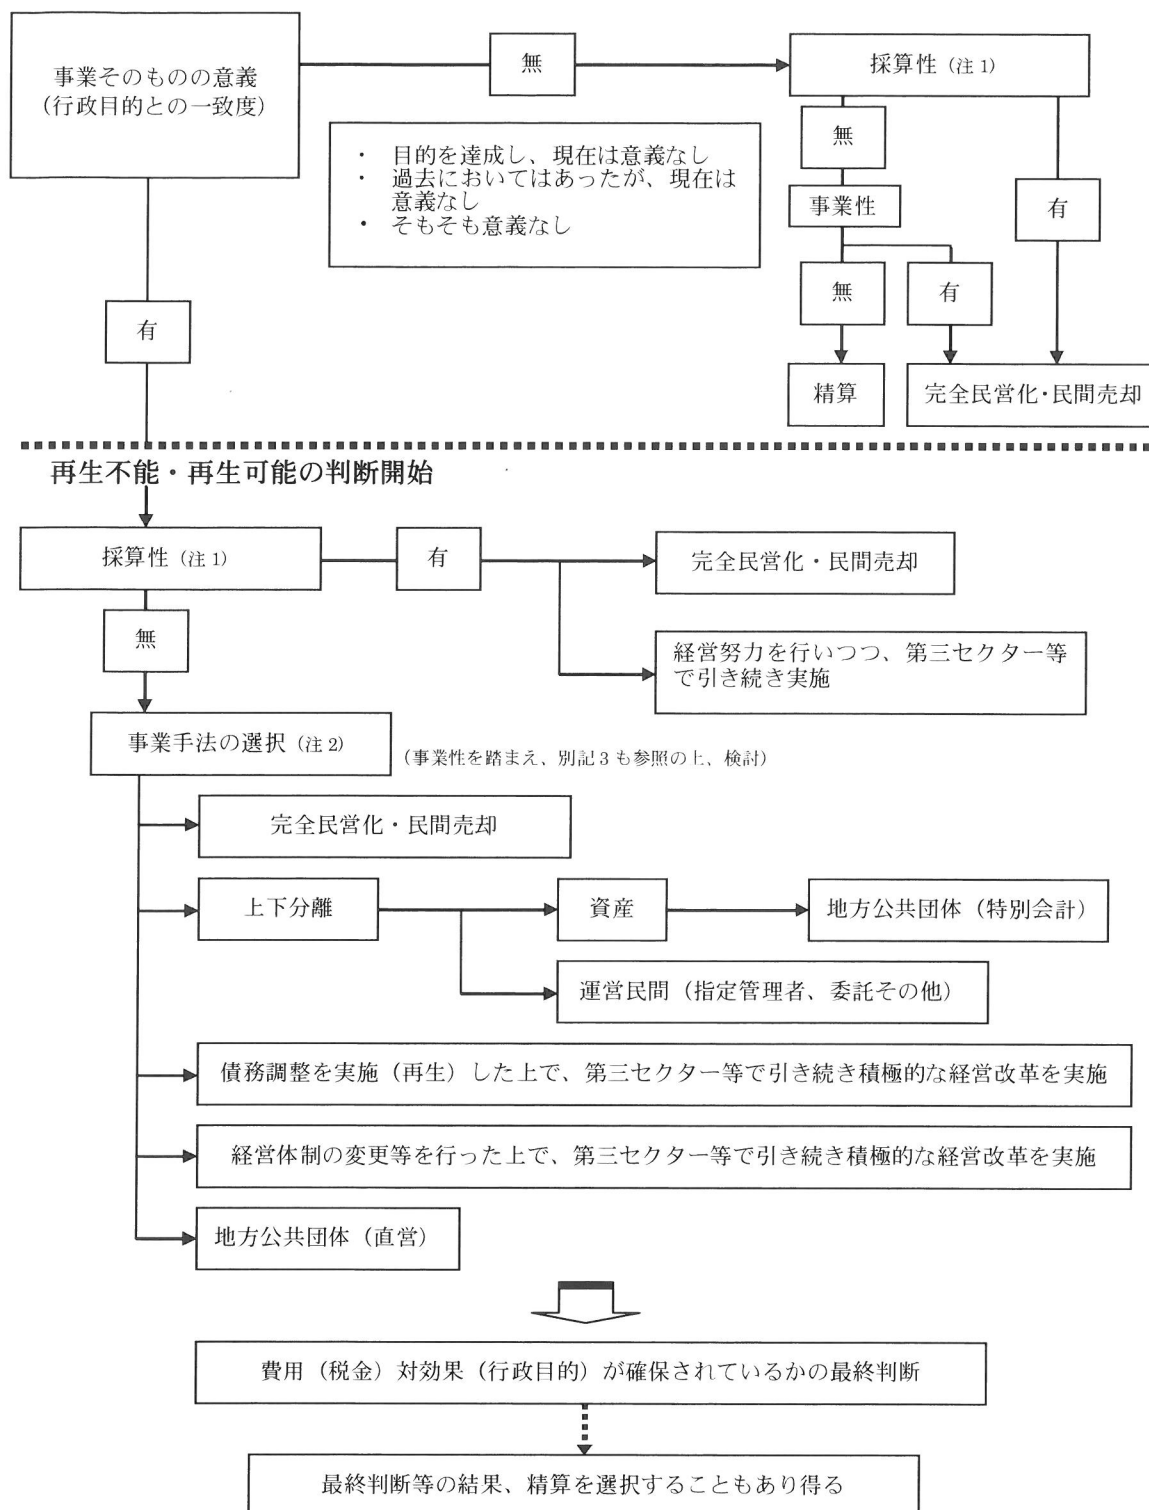 事業そのものの意義
（行政目的との一致度）
無
採算性（注1）
・ 目的を達成し、現在は意義なし
・ 過去においてはあったが、現在は
意義なし
・ そもそも意義なし
無
事業性
有
無
有
有
精算
完全民営化・民間売却
再生不能・再生可能の判断開始
採算性（注1）
有
完全民営化・民間売却
無
経営努力を行いつつ、第三セクター等
で引き続き実施
事業手法の選択（注2）
（事業性を踏まえ、別記3も参照の上、検討）
完全民営化・民間売却
上下分離
資産
地方公共団体（特別会計）
運営民間（指定管理者、委託その他）
債務調整を実施（再生）した上で、第三セクター等で引き続き積極的な経営改革を実施
経営体制の変更等を行った上で、第三セクター等で引き続き積極的な経営改革を実施
地方公共団体（直営）
費用（税金）対効果（行政目的）が確保されているかの最終判断
最終判断等の結果、精算を選択することもあり得る